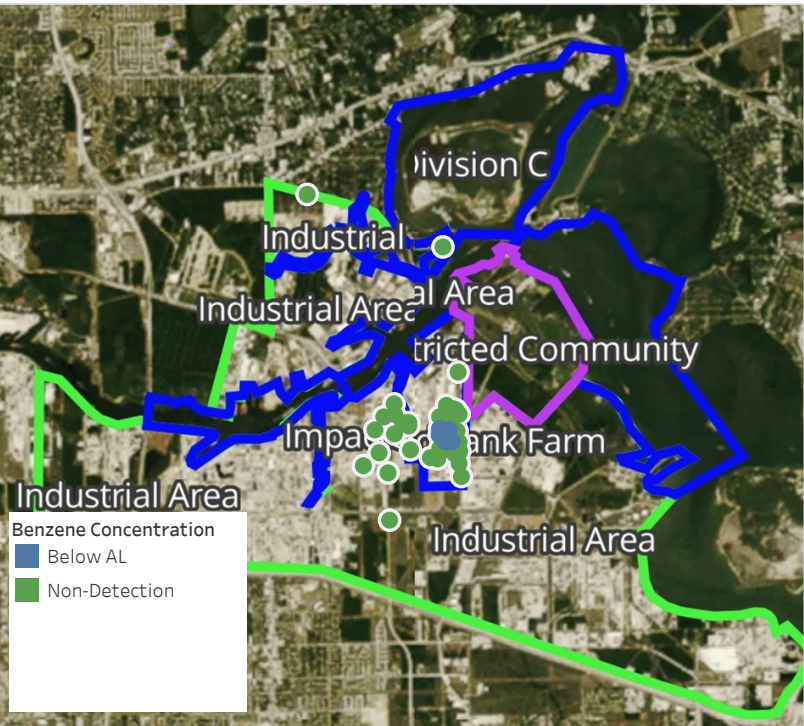 Division C
Industrial
Industrial Area
al Area
tricted Community
Impa
Tank Farm
Industrial Area
Industrial Area
Benzene Concentration
Below AL
Non-Detection